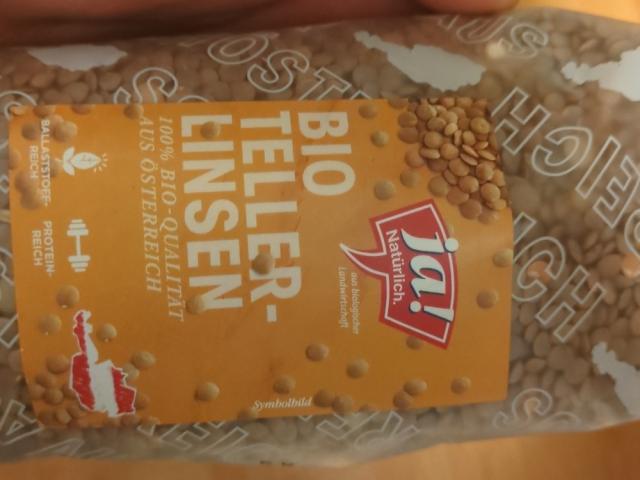 ja!
Natürlich.
aus biologischer
Landwirtschaft
BIO
TELLER-
LINSEN
100% BIO-QUALITÄT
AUS ÖSTERREICH
BALLASTSTOFF-
REICH
PROTEIN-
REICH
Symbolbild